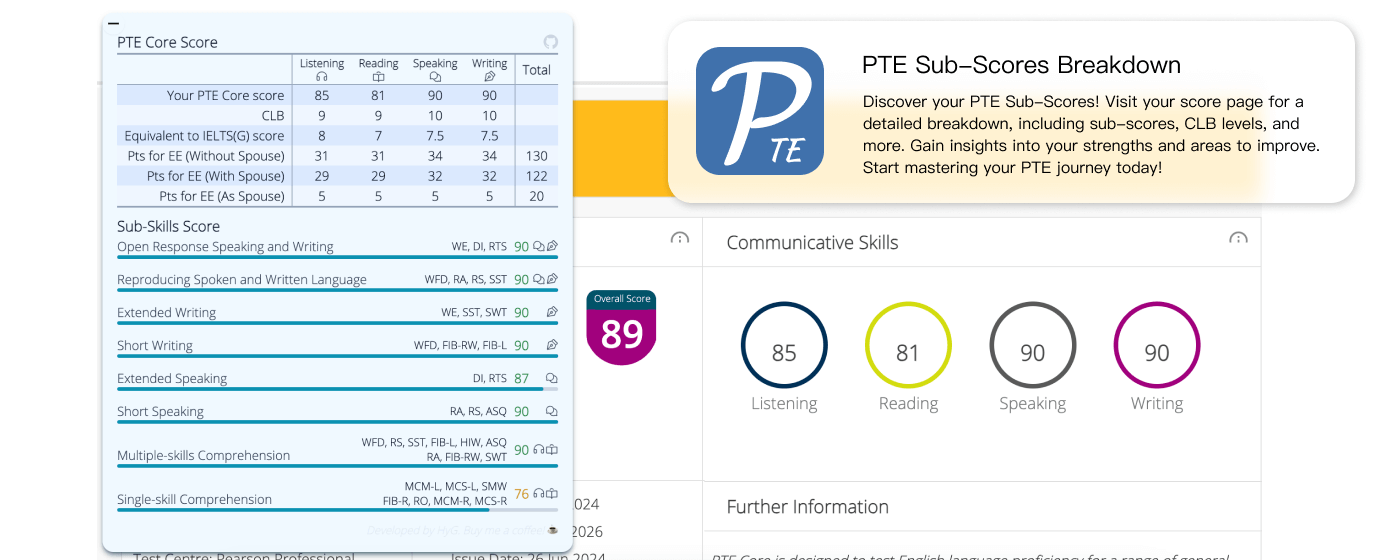 PTE Core Score
Listening Reading Speaking Writing Total
Your PTE Core score 85 81 90 90
CLB 9 9 10 10
Equivalent to IELTS(G) score 8 7 7.5 7.5
Pts for EE (Without Spouse) 31 31 34 34 130
Pts for EE (With Spouse) 29 29 32 32 122
Pts for EE (As Spouse) 5 5 5 5 20
Sub-Skills Score
Open Response Speaking and Writing WE, DI, RTS 90
Reproducing Spoken and Written Language WFD, RA, RS, SST 90
Extended Writing WE, SST, SWT 90
Short Writing WFD, FIB-RW, FIB-L 90
Extended Speaking DI, RTS 87
Short Speaking RA, RS, ASQ 90
WFD, RS, SST, FIB-L, HIW, ASQ
Multiple-skills Comprehension RA, FIB-RW, SWT 90
MCM-L, MCS-L, SMW
Single-skill Comprehension FIB-R, RO, MCM-R, MCS-R 76
Developed by HyG. Buy me a coffee!
PTE
PTE Sub-Scores Breakdown
Discover your PTE Sub-Scores! Visit your score page for a
detailed breakdown, including sub-scores, CLB levels, and
more. Gain insights into your strengths and areas to improve.
Start mastering your PTE journey today!
Overall Score
89
Communicative Skills
85 81 90 90
Listening Reading Speaking Writing
2024
2026
Test Centre: Pearson Professional
Issue Date: 26 Jun 2024
Further Information
PTE Core is designed to test English language proficiency for a range of general